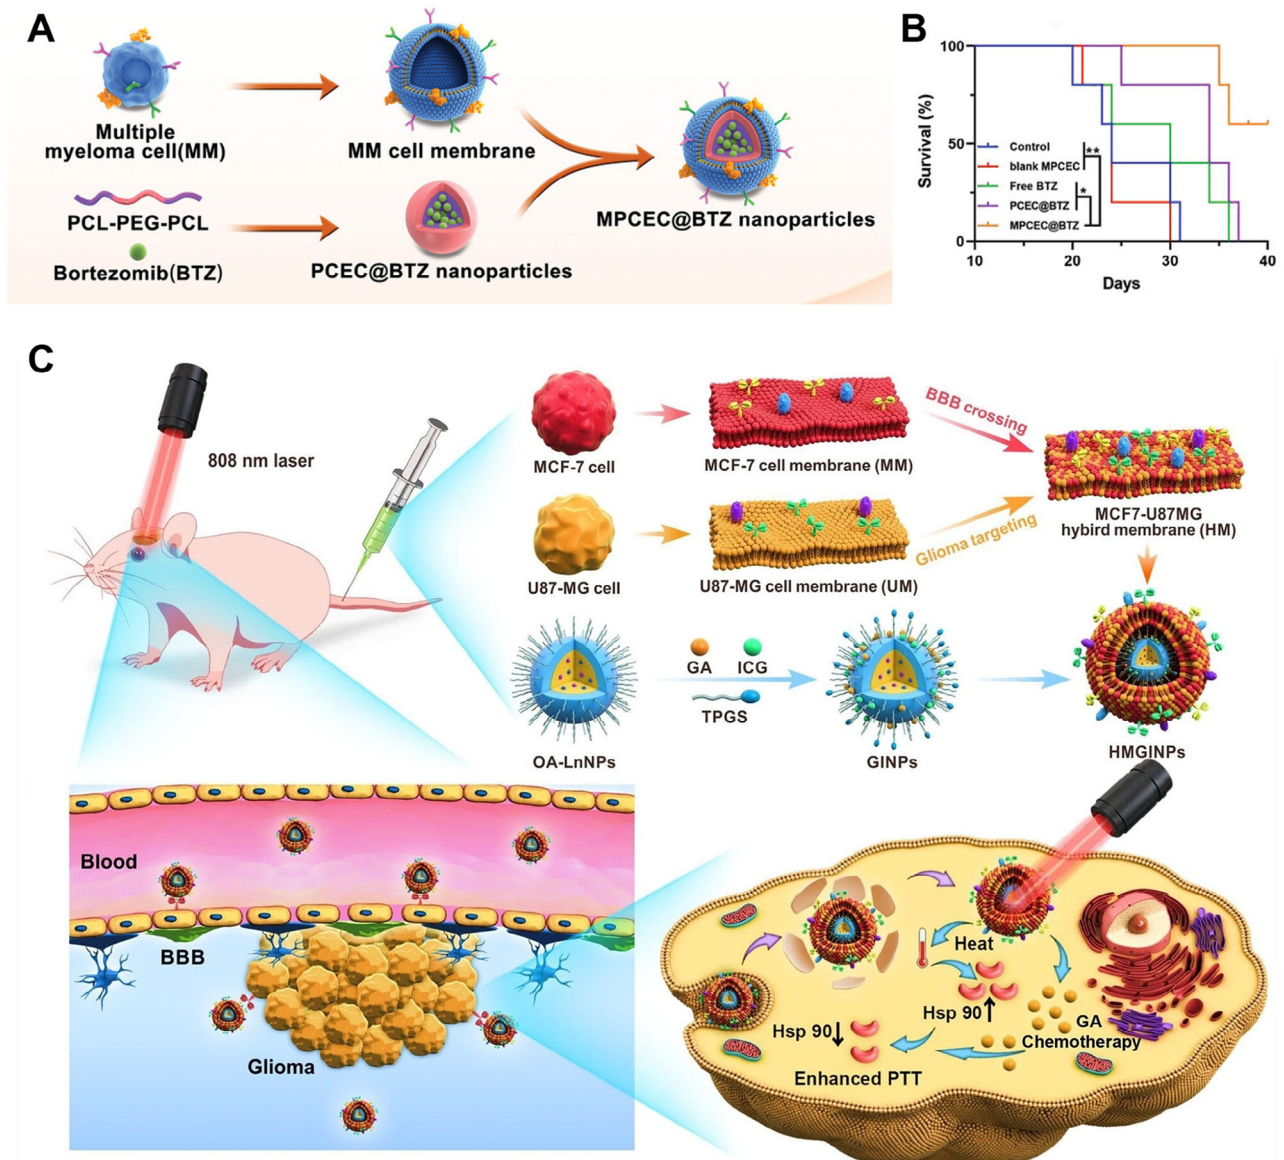 A
Multiple
myeloma cell(MM)
MM cell membrane
PCL-PEG-PCL
Bortezomib(BTZ)
PCEC@BTZ nanoparticles
MPCEC@BTZ nanoparticles
B
100
50
0
Survival (%)
Control
blank MPCEC
Free BTZ
PCEC@BTZ
MPCEC@BTZ
**
*
10
20
30
40
Days
C
808 nm laser
MCF-7 cell
MCF-7 cell membrane (MM)
BBB crossing
U87-MG cell
U87-MG cell membrane (UM)
Glioma targeting
MCF7-U87MG
hybird membrane (HM)
OA-LnNPs
GA
ICG
TPGS
GINPs
HMGINPs
Blood
BBB
Glioma
Heat
Hsp 90↑
Hsp 90↓
GA
Chemotherapy
Enhanced PTT